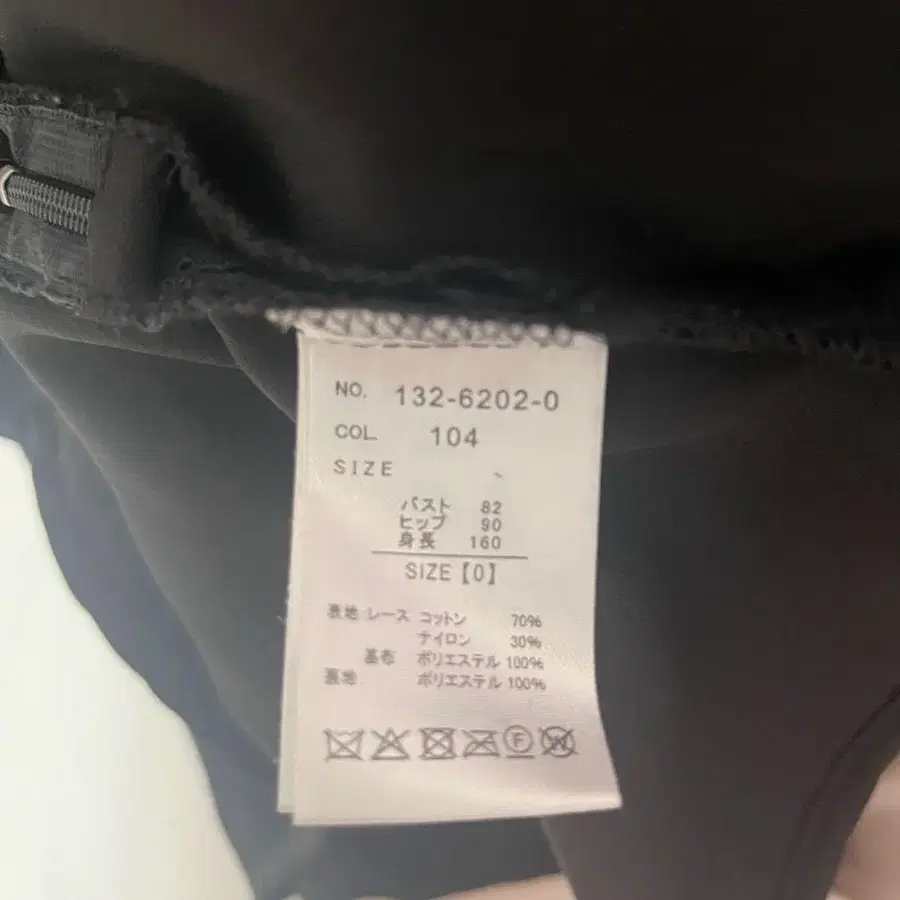 NO. 132-6202-0
COL. 104
SIZE
バスト 82
ヒップ 90
身長 160
SIZE【0】
表地 レース コットン 70%
ナイロン 30%
基布 ポリエステル 100%
裏地 ポリエステル 100%
F W